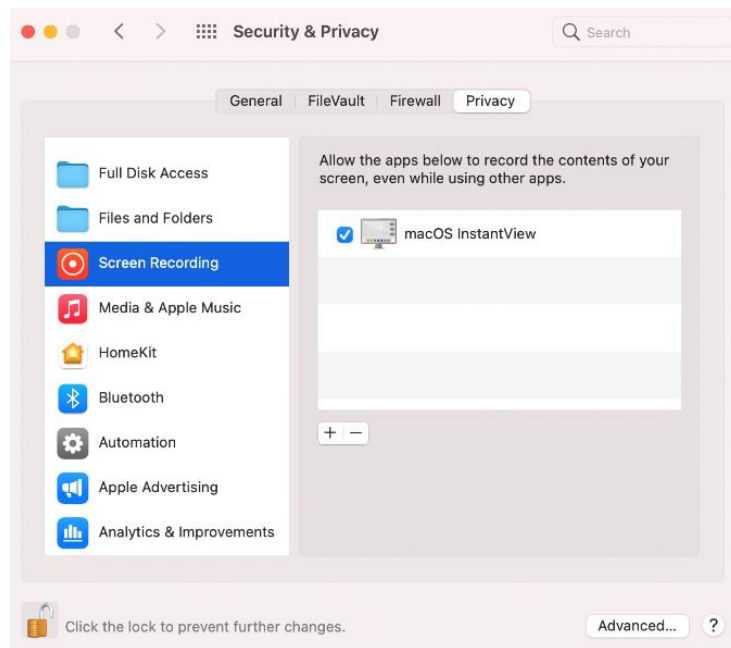 Security & Privacy
Search
General
FileVault
Firewall
Privacy
Full Disk Access
Files and Folders
Screen Recording
Media & Apple Music
HomeKit
Bluetooth
Automation
Apple Advertising
Analytics & Improvements
Allow the apps below to record the contents of your
screen, even while using other apps.
macOS InstantView
+ −
Click the lock to prevent further changes.
Advanced...
?